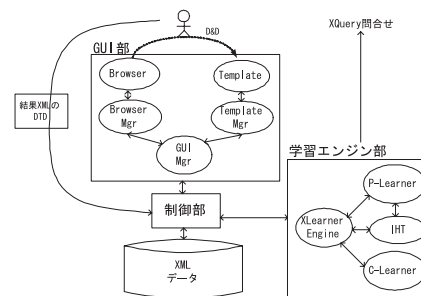 D&D
XQuery問合せ
GUI部
Browser
Template
結果XMLの
DTD
Browser
Mgr
Template
Mgr
GUI
Mgr
学習エンジン部
P-Learner
制御部
XLearner
Engine
IHT
XML
データ
C-Learner